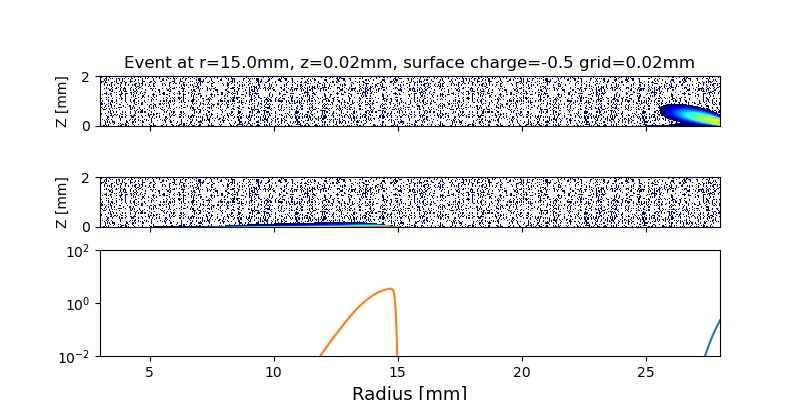 Event at r=15.0mm, z=0.02mm, surface charge=-0.5 grid=0.02mm
2
Z [mm]
0
2
Z [mm]
0
10²
10⁰
10⁻²
5 10 15 20 25
Radius [mm]